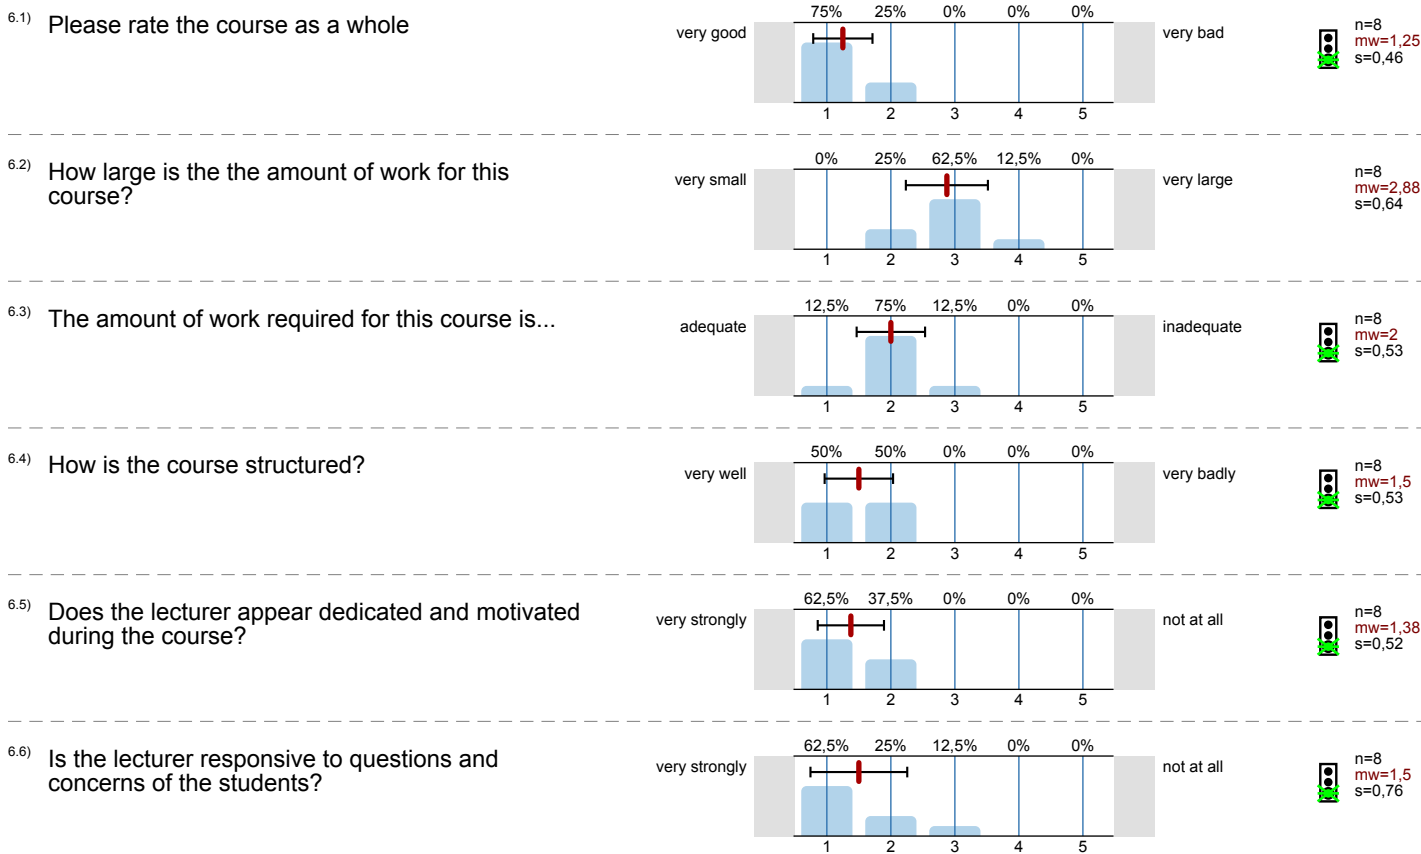 6.1) Please rate the course as a whole
75% 25% 0% 0% 0%
very good
very bad
1 2 3 4 5
n=8
mw=1,25
s=0,46
6.2) How large is the the amount of work for this
course?
0% 25% 62,5% 12,5% 0%
very small
very large
1 2 3 4 5
n=8
mw=2,88
s=0,64
6.3) The amount of work required for this course is...
12,5% 75% 12,5% 0% 0%
adequate
inadequate
1 2 3 4 5
n=8
mw=2
s=0,53
6.4) How is the course structured?
50% 50% 0% 0% 0%
very well
very badly
1 2 3 4 5
n=8
mw=1,5
s=0,53
6.5) Does the lecturer appear dedicated and motivated
during the course?
62,5% 37,5% 0% 0% 0%
very strongly
not at all
1 2 3 4 5
n=8
mw=1,38
s=0,52
6.6) Is the lecturer responsive to questions and
concerns of the students?
62,5% 25% 12,5% 0% 0%
very strongly
not at all
1 2 3 4 5
n=8
mw=1,5
s=0,76